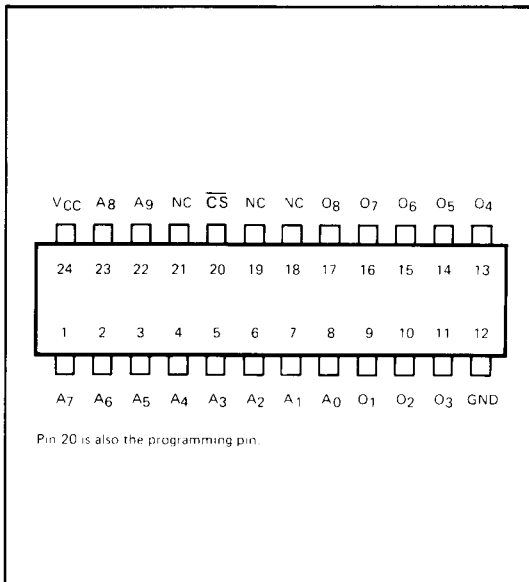 VCC A8 A9 NC CS NC NC O8 O7 O6 O5 O4
24 23 22 21 20 19 18 17 16 15 14 13
1 2 3 4 5 6 7 8 9 10 11 12
A7 A6 A5 A4 A3 A2 A1 A0 O1 O2 O3 GND
Pin 20 is also the programming pin.